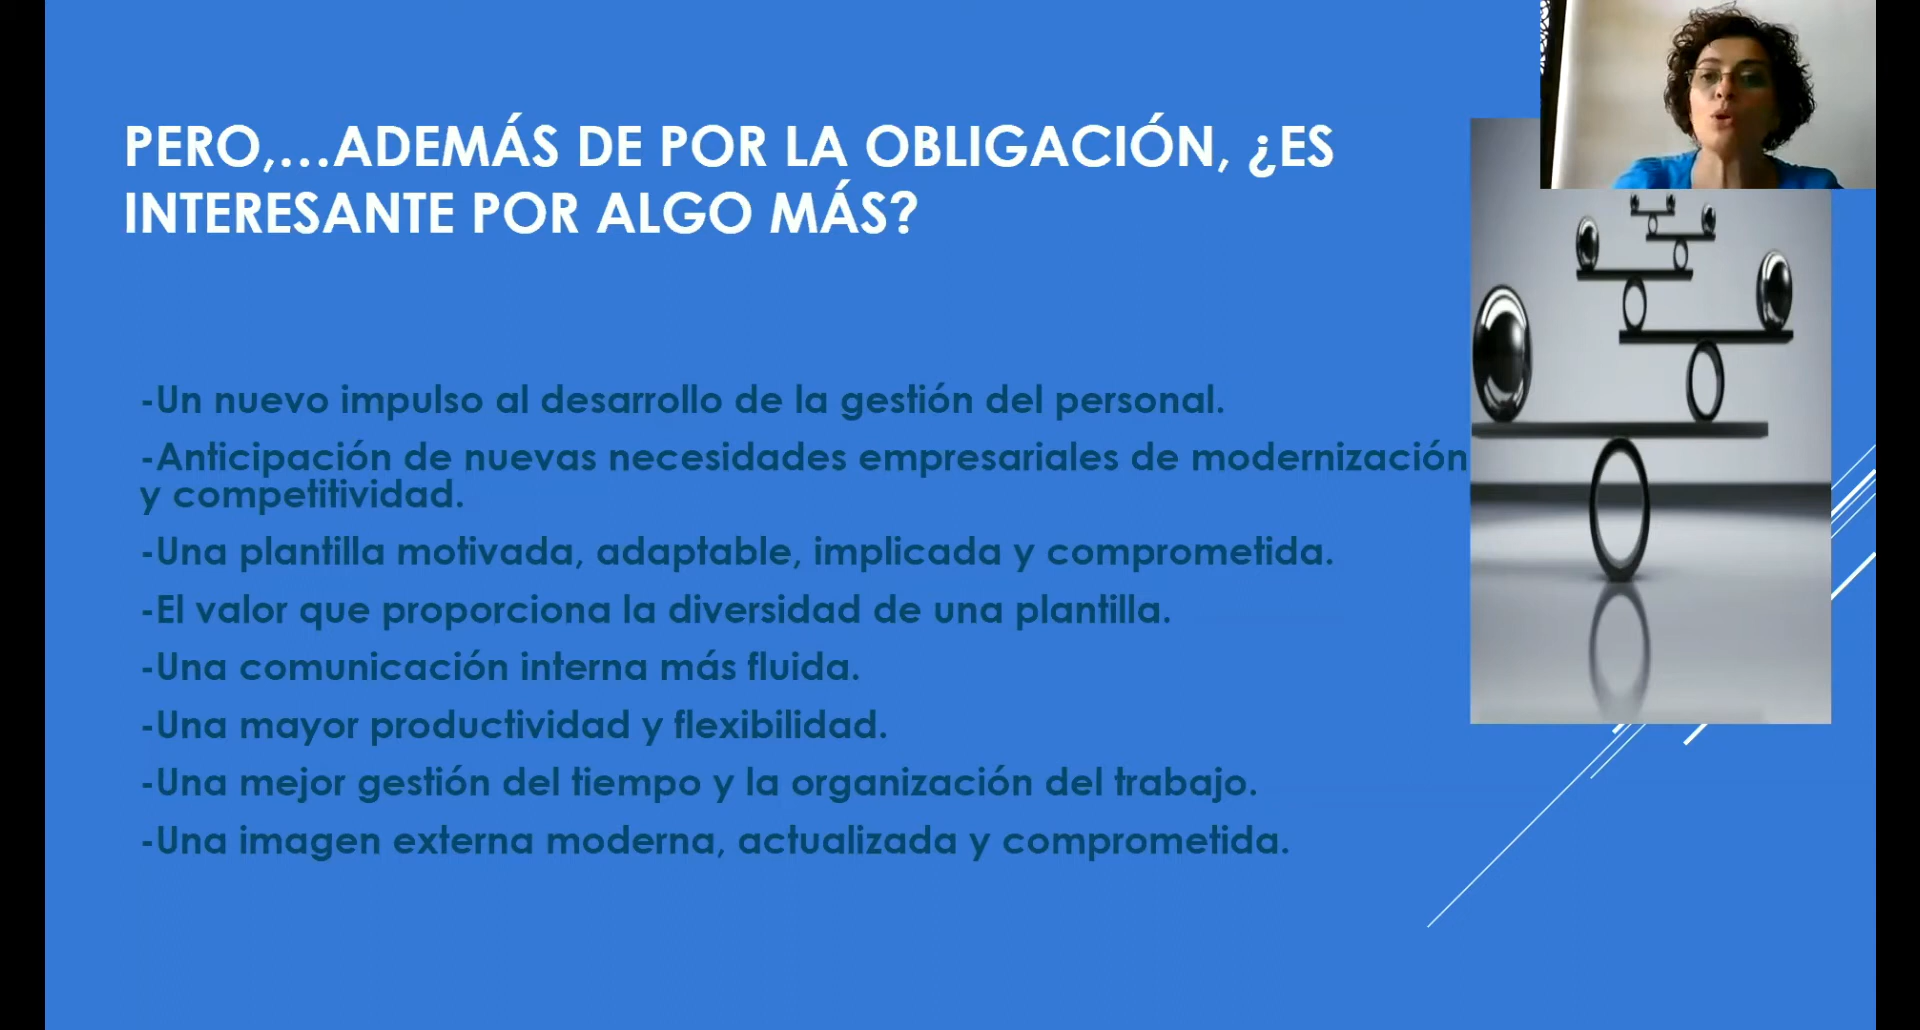 PERO,...ADEMÁS DE POR LA OBLIGACIÓN, ¿ES
INTERESANTE POR ALGO MÁS?
-Un nuevo impulso al desarrollo de la gestión del personal.
-Anticipación de nuevas necesidades empresariales de modernización
y competitividad.
-Una plantilla motivada, adaptable, implicada y comprometida.
-El valor que proporciona la diversidad de una plantilla.
-Una comunicación interna más fluida.
-Una mayor productividad y flexibilidad.
-Una mejor gestión del tiempo y la organización del trabajo.
-Una imagen externa moderna, actualizada y comprometida.